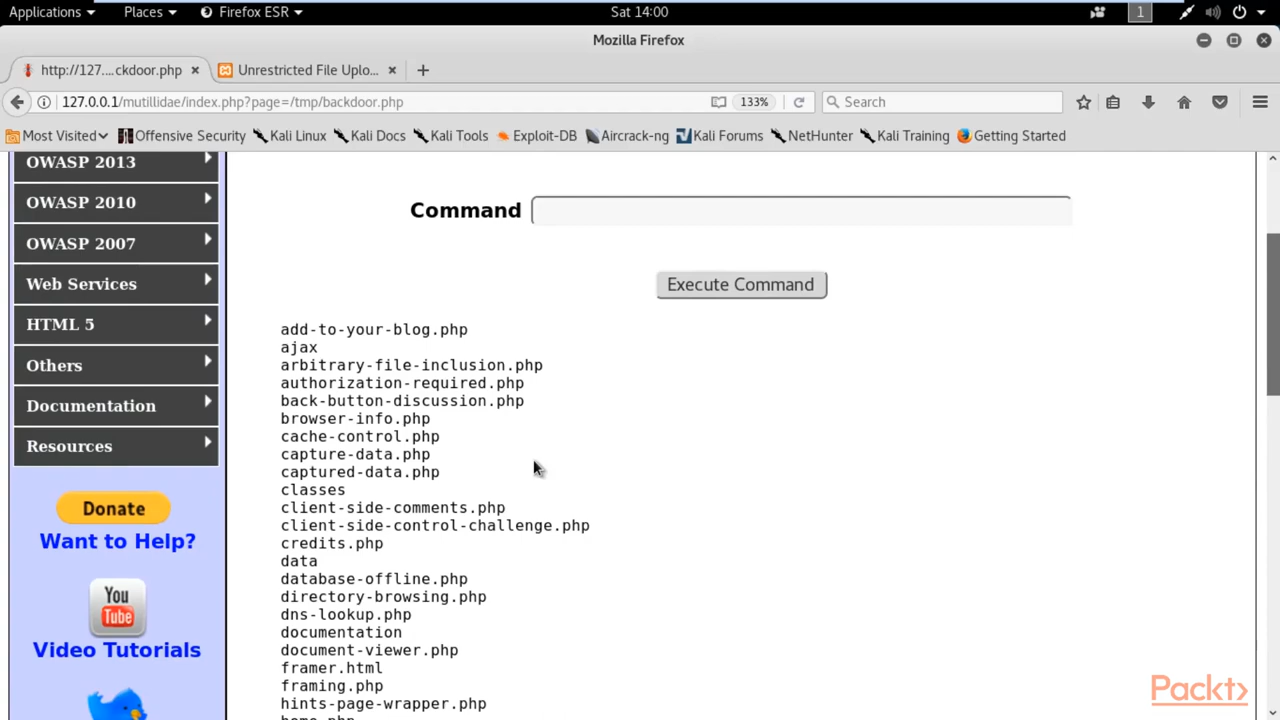 Applications Places Firefox ESR Sat 14:00 1
Mozilla Firefox
http://127....ckdoor.php Unrestricted File Uplo...
127.0.0.1/mutillidae/index.php?page=/tmp/backdoor.php 133% Search
Most Visited Offensive Security Kali Linux Kali Docs Kali Tools Exploit-DB Aircrack-ng Kali Forums NetHunter Kali Training Getting Started
OWASP 2013
OWASP 2010
OWASP 2007
Web Services
HTML 5
Others
Documentation
Resources
Donate
Want to Help?
You
Tube
Video Tutorials
Command
Execute Command
add-to-your-blog.php
ajax
arbitrary-file-inclusion.php
authorization-required.php
back-button-discussion.php
browser-info.php
cache-control.php
capture-data.php
captured-data.php
classes
client-side-comments.php
client-side-control-challenge.php
credits.php
data
database-offline.php
directory-browsing.php
dns-lookup.php
documentation
document-viewer.php
framer.html
framing.php
hints-page-wrapper.php
home.php
Packt>